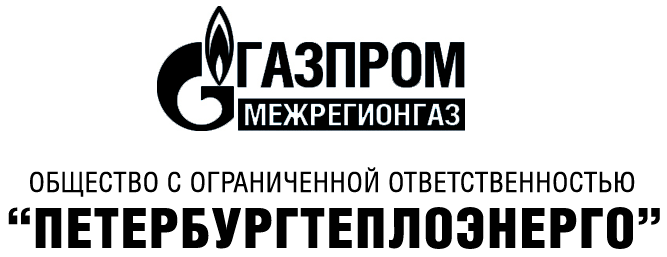 ГАЗПРОМ
МЕЖРЕГИОНГАЗ
ОБЩЕСТВО С ОГРАНИЧЕННОЙ ОТВЕТСТВЕННОСТЬЮ
“ПЕТЕРБУРГТЕПЛОЭНЕРГО”